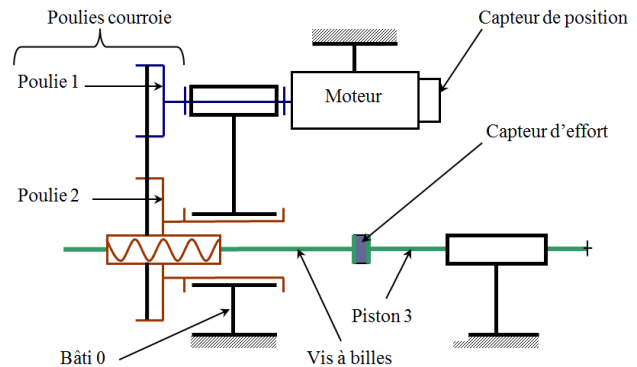 Poulies courroie
Capteur de position
Poulie 1
Moteur
Capteur d'effort
Poulie 2
Piston 3
Bâti 0
Vis à billes